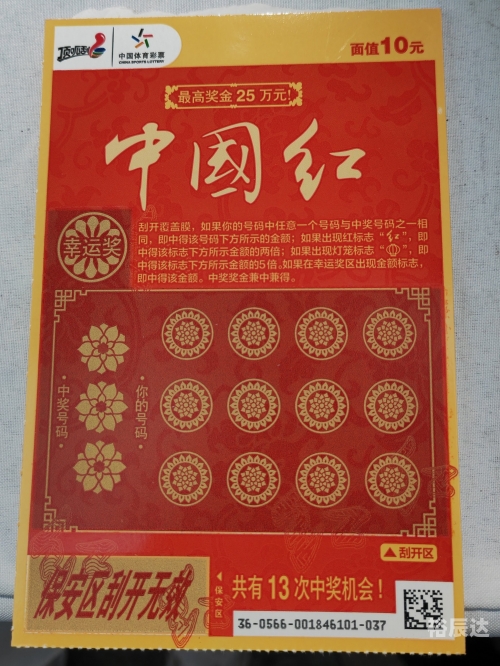 顶呱刮
中国体育彩票
CHINA SPORTS LOTTERY
面值10元
最高奖金25万元!
中國红
刮开覆盖膜,如果你的号码中任意一个号码与中奖号码之一相
同,即中得该号码下方所示的金额;如果出现红标志“红”,即
中得该标志下方所示金额的两倍;如果出现灯笼标志“ ”,即
中得该标志下方所示金额的5倍。如果在幸运奖区出现金额标志,
即中得该金额。中奖奖金兼中兼得。
幸运奖
中奖号码
你的号码
刮开区
保安区刮开无效
保安区
共有13次中奖机会!
36-0566-001846101-037
裕辰达